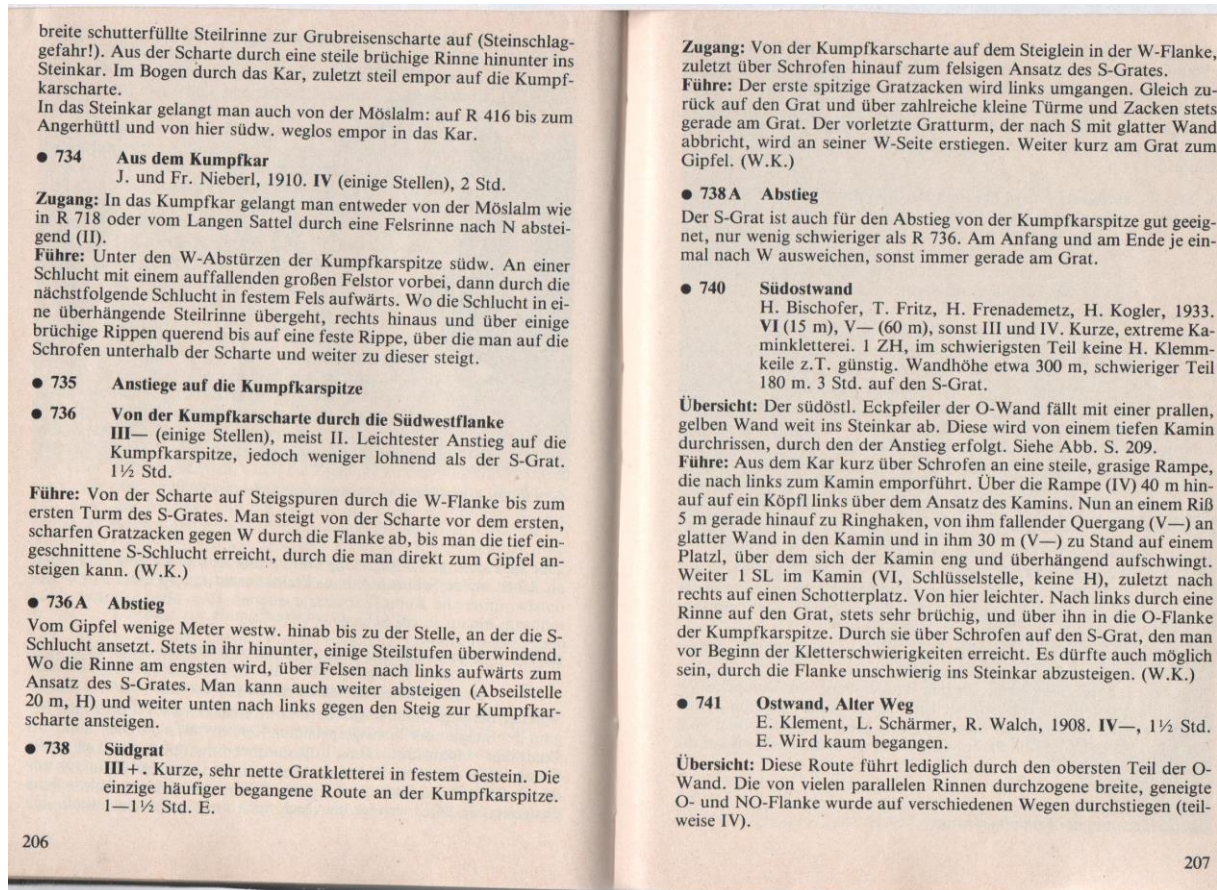 breite schutterfüllte Steilrinne zur Grubreisenscharte auf (Steinschlag-
gefahr!). Aus der Scharte durch eine steile brüchige Rinne hinunter ins
Steinkar. Im Bogen durch das Kar, zuletzt steil empor auf die Kumpf-
karscharte.
In das Steinkar gelangt man auch von der Möslalm: auf R 416 bis zum
Angerhüttl und von hier südw. weglos empor in das Kar.
● 734 Aus dem Kumpfkar
J. und Fr. Nieberl, 1910. IV (einige Stellen), 2 Std.
Zugang: In das Kumpfkar gelangt man entweder von der Möslalm wie
in R 718 oder vom Langen Sattel durch eine Felsrinne nach N abstei-
gend (II).
Führe: Unter den W-Abstürzen der Kumpfkarspitze südw. An einer
Schlucht mit einem auffallenden großen Felstor vorbei, dann durch die
nächstfolgende Schlucht in festem Fels aufwärts. Wo die Schlucht in ei-
ne überhängende Steilrinne übergeht, rechts hinaus und über einige
brüchige Rippen querend bis auf eine feste Rippe, über die man auf die
Schrofen unterhalb der Scharte und weiter zu dieser steigt.
● 735 Anstiege auf die Kumpfkarspitze
● 736 Von der Kumpfkarscharte durch die Südwestflanke
III— (einige Stellen), meist II. Leichtester Anstieg auf die
Kumpfkarspitze, jedoch weniger lohnend als der S-Grat.
1½ Std.
Führe: Von der Scharte auf Steigspuren durch die W-Flanke bis zum
ersten Turm des S-Grates. Man steigt von der Scharte vor dem ersten,
scharfen Gratzacken gegen W durch die Flanke ab, bis man die tief ein-
geschnittene S-Schlucht erreicht, durch die man direkt zum Gipfel an-
steigen kann. (W.K.)
● 736 A Abstieg
Vom Gipfel wenige Meter westw. hinab bis zu der Stelle, an der die S-
Schlucht ansetzt. Stets in ihr hinunter, einige Steilstufen überwindend.
Wo die Rinne am engsten wird, über Felsen nach links aufwärts zum
Ansatz des S-Grates. Man kann auch weiter absteigen (Abseilstelle
20 m, H) und weiter unten nach links gegen den Steig zur Kumpfkar-
scharte ansteigen.
● 738 Südgrat
III+. Kurze, sehr nette Gratkletterei in festem Gestein. Die
einzige häufiger begangene Route an der Kumpfkarspitze.
1—1½ Std. E.
206
Zugang: Von der Kumpfkarscharte auf dem Steiglein in der W-Flanke,
zuletzt über Schrofen hinauf zum felsigen Ansatz des S-Grates.
Führe: Der erste spitzige Gratzacken wird links umgangen. Gleich zu-
rück auf den Grat und über zahlreiche kleine Türme und Zacken stets
gerade am Grat. Der vorletzte Gratturm, der nach S mit glatter Wand
abbricht, wird an seiner W-Seite erstiegen. Weiter kurz am Grat zum
Gipfel. (W.K.)
● 738 A Abstieg
Der S-Grat ist auch für den Abstieg von der Kumpfkarspitze gut geeig-
net, nur wenig schwieriger als R 736. Am Anfang und am Ende je ein-
mal nach W ausweichen, sonst immer gerade am Grat.
● 740 Südostwand
H. Bischofer, T. Fritz, H. Frenademetz, H. Kogler, 1933.
VI (15 m), V— (60 m), sonst III und IV. Kurze, extreme Ka-
minkletterei. 1 ZH, im schwierigsten Teil keine H. Klemm-
keile z.T. günstig. Wandhöhe etwa 300 m, schwieriger Teil
180 m. 3 Std. auf den S-Grat.
Übersicht: Der südöstl. Eckpfeiler der O-Wand fällt mit einer prallen,
gelben Wand weit ins Steinkar ab. Diese wird von einem tiefen Kamin
durchrissen, durch den der Anstieg erfolgt. Siehe Abb. S. 209.
Führe: Aus dem Kar kurz über Schrofen an eine steile, grasige Rampe,
die nach links zum Kamin emporführt. Über die Rampe (IV) 40 m hin-
auf auf ein Köpfl links über dem Ansatz des Kamins. Nun an einem Riß
5 m gerade hinauf zu Ringhaken, von ihm fallender Quergang (V—) an
glatter Wand in den Kamin und in ihm 30 m (V—) zu Stand auf einem
Platzl, über dem sich der Kamin eng und überhängend aufschwingt.
Weiter 1 SL im Kamin (VI, Schlüsselstelle, keine H), zuletzt nach
rechts auf einen Schotterplatz. Von hier leichter. Nach links durch eine
Rinne auf den Grat, stets sehr brüchig, und über ihn in die O-Flanke
der Kumpfkarspitze. Durch sie über Schrofen auf den S-Grat, den man
vor Beginn der Kletterschwierigkeiten erreicht. Es dürfte auch möglich
sein, durch die Flanke unschwierig ins Steinkar abzusteigen. (W.K.)
● 741 Ostwand, Alter Weg
E. Klement, L. Schärmer, R. Walch, 1908. IV—, 1½ Std.
E. Wird kaum begangen.
Übersicht: Diese Route führt lediglich durch den obersten Teil der O-
Wand. Die von vielen parallelen Rinnen durchzogene breite, geneigte
O- und NO-Flanke wurde auf verschiedenen Wegen durchstiegen (teil-
weise IV).
207